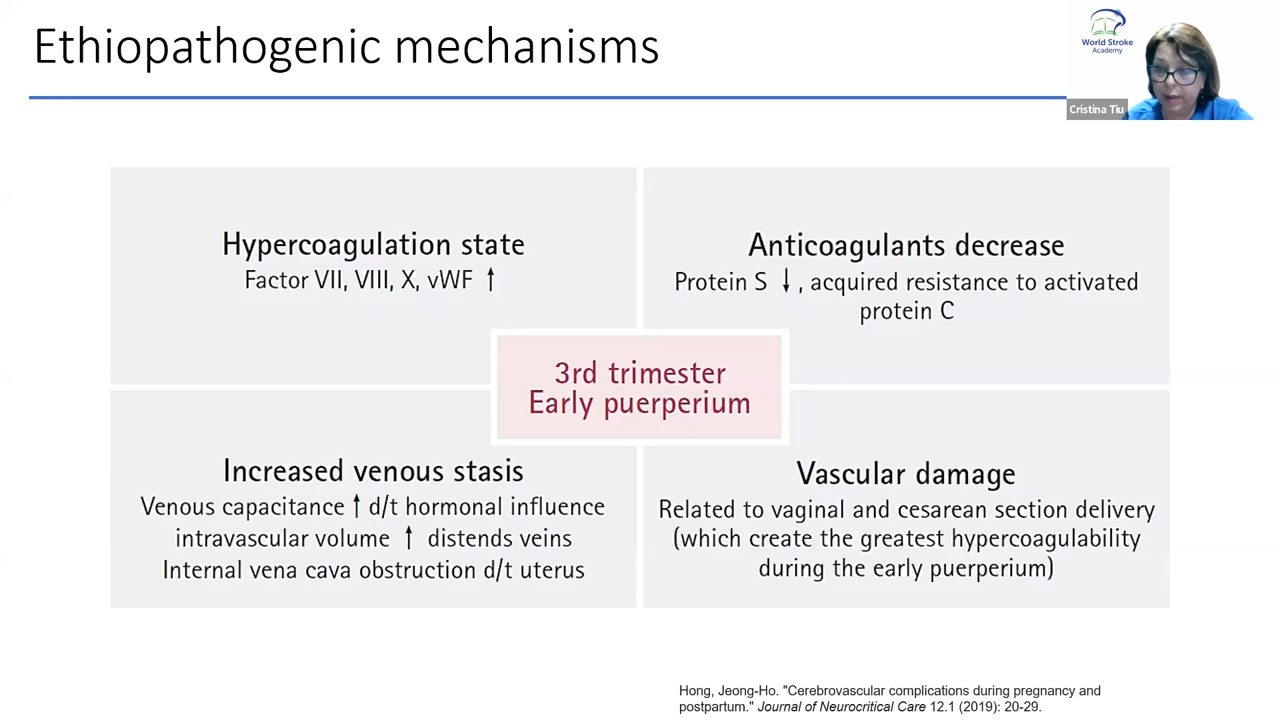 Ethiopathogenic mechanisms
World Stroke
Academy
Cristina Tiu
Hypercoagulation state
Factor VII, VIII, X, vWF ↑
Anticoagulants decrease
Protein S ↓ , acquired resistance to activated
protein C
3rd trimester
Early puerperium
Increased venous stasis
Venous capacitance ↑ d/t hormonal influence
intravascular volume ↑ distends veins
Internal vena cava obstruction d/t uterus
Vascular damage
Related to vaginal and cesarean section delivery
(which create the greatest hypercoagulability
during the early puerperium)
Hong, Jeong-Ho. "Cerebrovascular complications during pregnancy and
postpartum." Journal of Neurocritical Care 12.1 (2019): 20-29.